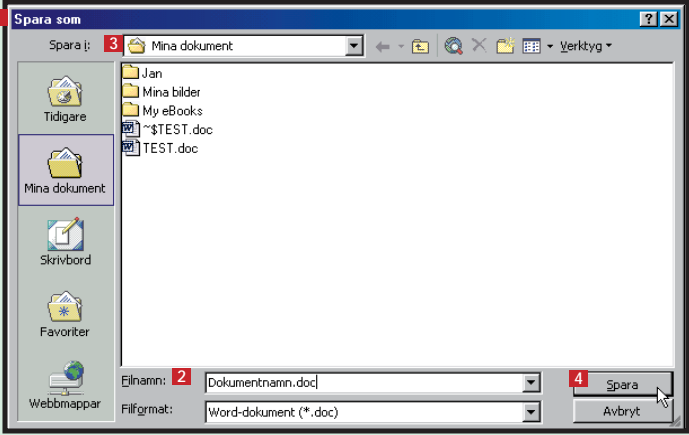 Spara som
Spara i: 3 Mina dokument Verktyg
Jan
Mina bilder
My eBooks
~$TEST.doc
TEST.doc
Tidigare
Mina dokument
Skrivbord
Favoriter
Webbmappar
Filnamn: 2 Dokumentnamn.doc 4 Spara
Filformat: Word-dokument (*.doc) Avbryt